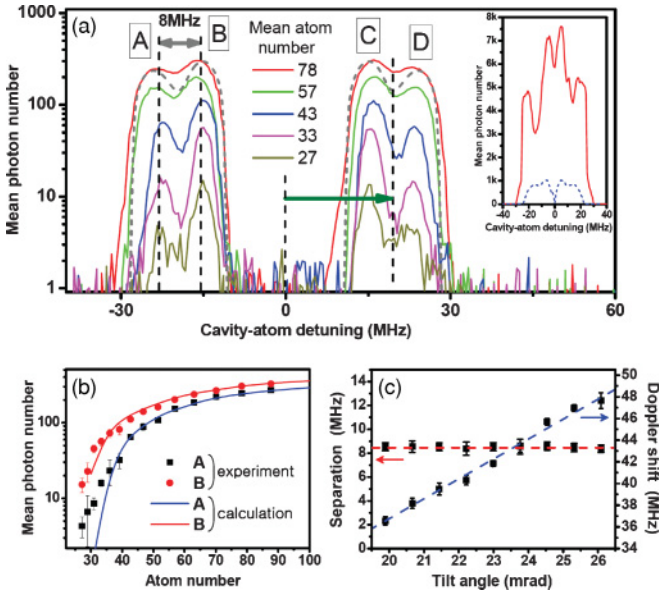 (a)
8MHz
A
B
C
D
Mean atom
number
78
57
43
33
27
Mean photon number
1000
100
10
1
-30
0
30
60
Cavity-atom detuning (MHz)
Mean photon number
8k
7k
6k
5k
4k
3k
2k
1k
0
-40
-20
0
20
40
Cavity-atom detuning (MHz)
(b)
Mean photon number
100
10
A
B
experiment
A
B
calculation
30
40
50
60
70
80
90
100
Atom number
(c)
Separation (MHz)
14
12
10
8
6
4
2
0
20
21
22
23
24
25
26
Tilt angle (mrad)
50
48
46
44
42
40
38
36
34
Doppler shift (MHz)